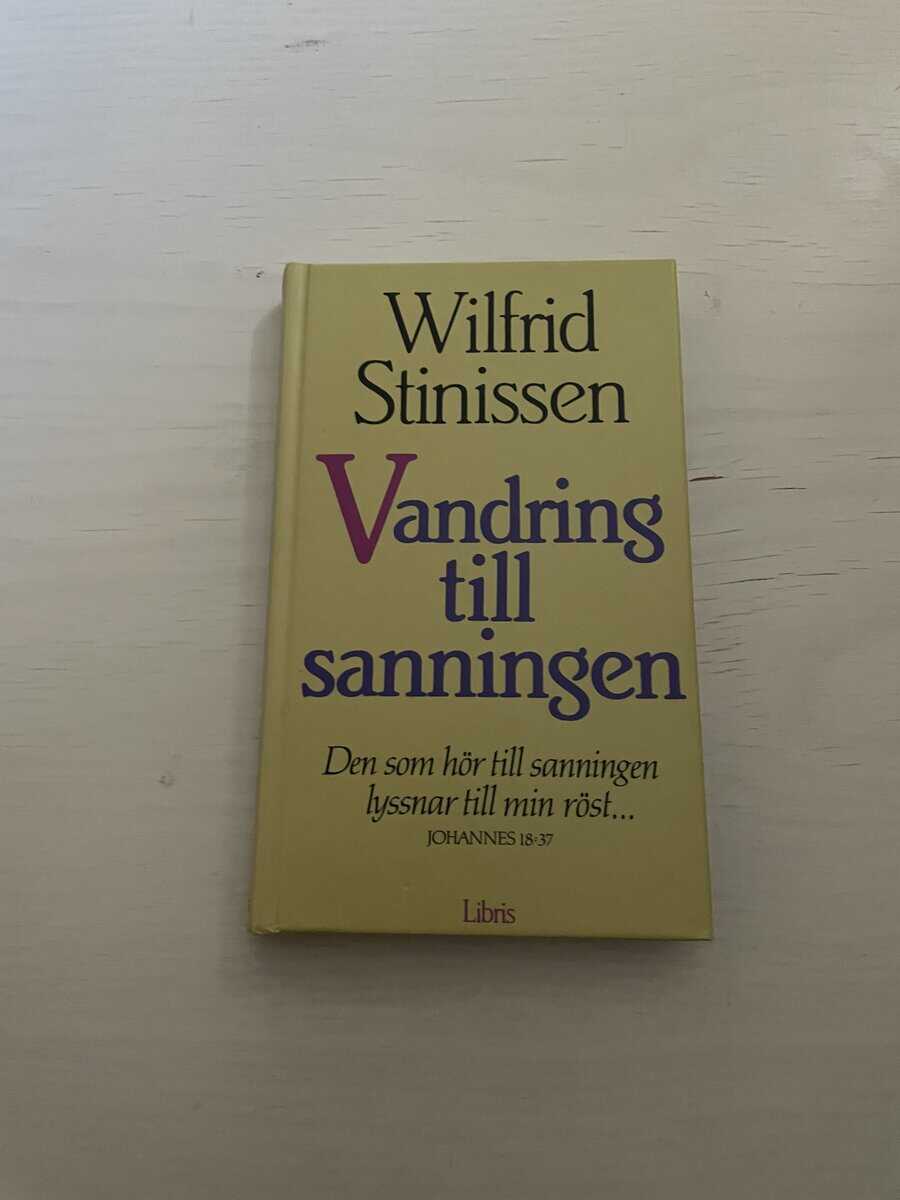 Wilfrid
Stinissen
Vandring
till
sanningen
Den som hör till sanningen
lyssnar till min röst...
JOHANNES 18:37
Libris